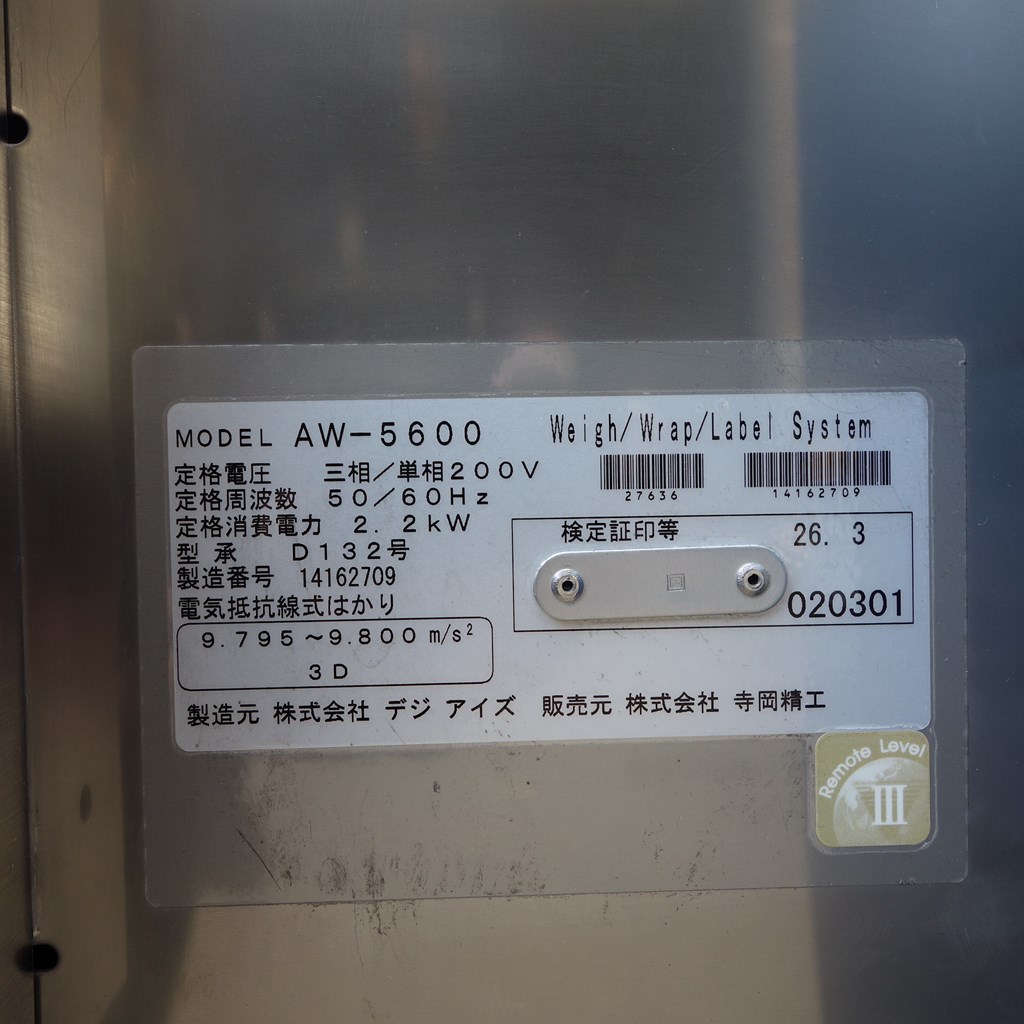 MODEL AW-5600 Weigh/Wrap/Label System
定格電圧 三相/単相200V
定格周波数 50/60Hz
27636 14162709
定格消費電力 2.2kW
検定証印等 26.3
型承 D132号
製造番号 14162709
020301
電気抵抗線式はかり
9.795~9.800 m/s²
3D
製造元 株式会社 デジ アイズ 販売元 株式会社 寺岡精工
Remote Level
III